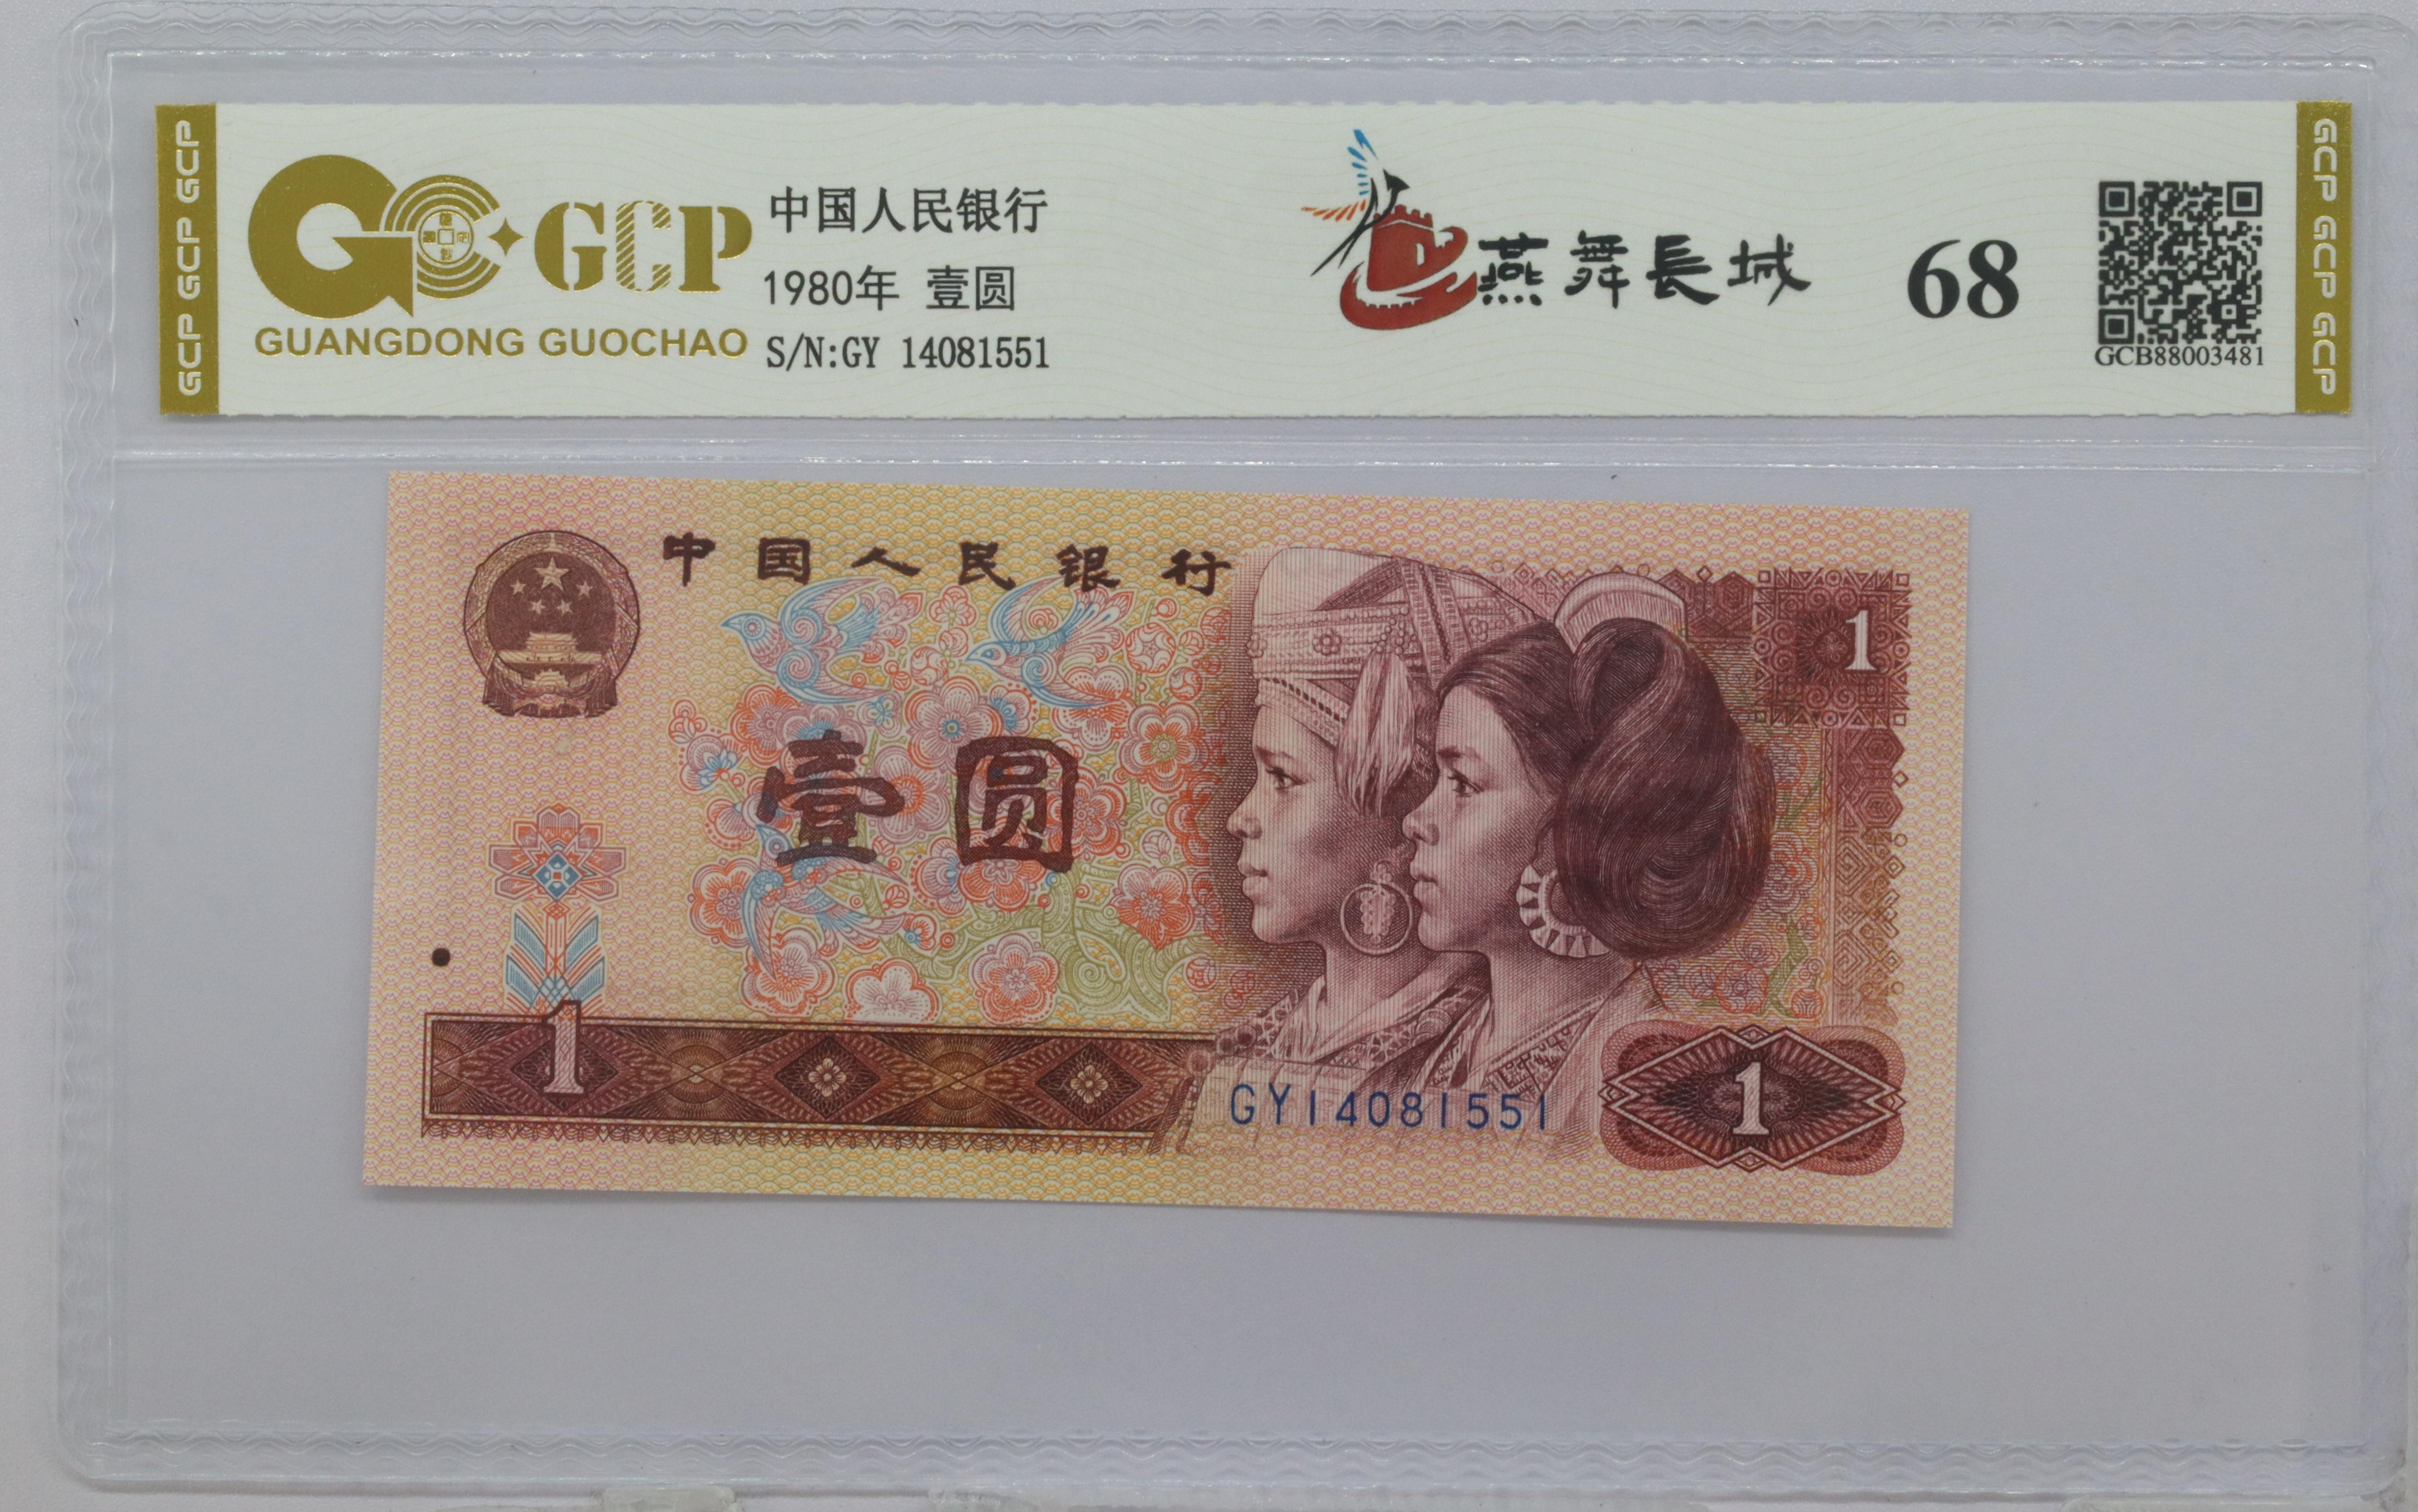 GCP GCP GCP
GCP
GUANGDONG GUOCHAO
中国人民银行
1980年 壹圆
S/N:GY 14081551
燕舞長城
68
GCB88003481
GCP GCP GCP
中国人民银行
1
壹圆
1
GY14081551
1